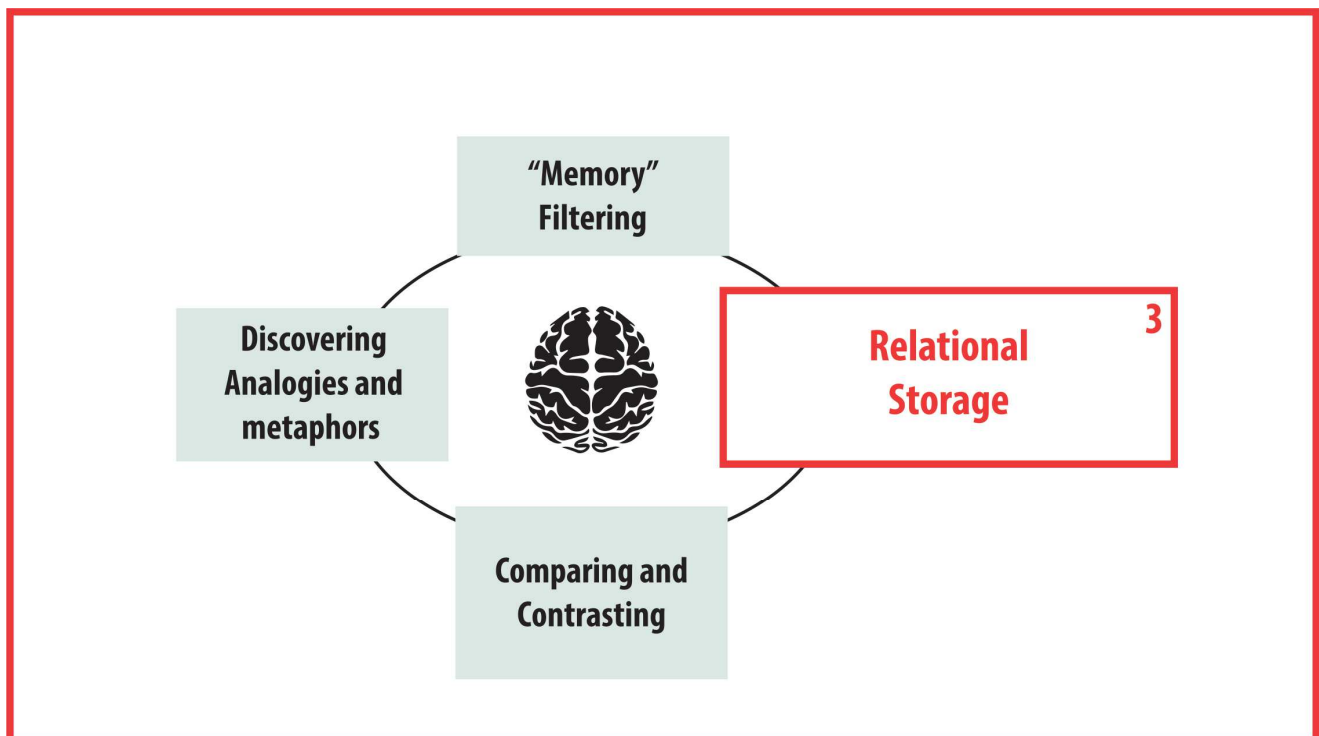 “Memory”
Filtering
Discovering
Analogies and
metaphors
3
Relational
Storage
Comparing and
Contrasting